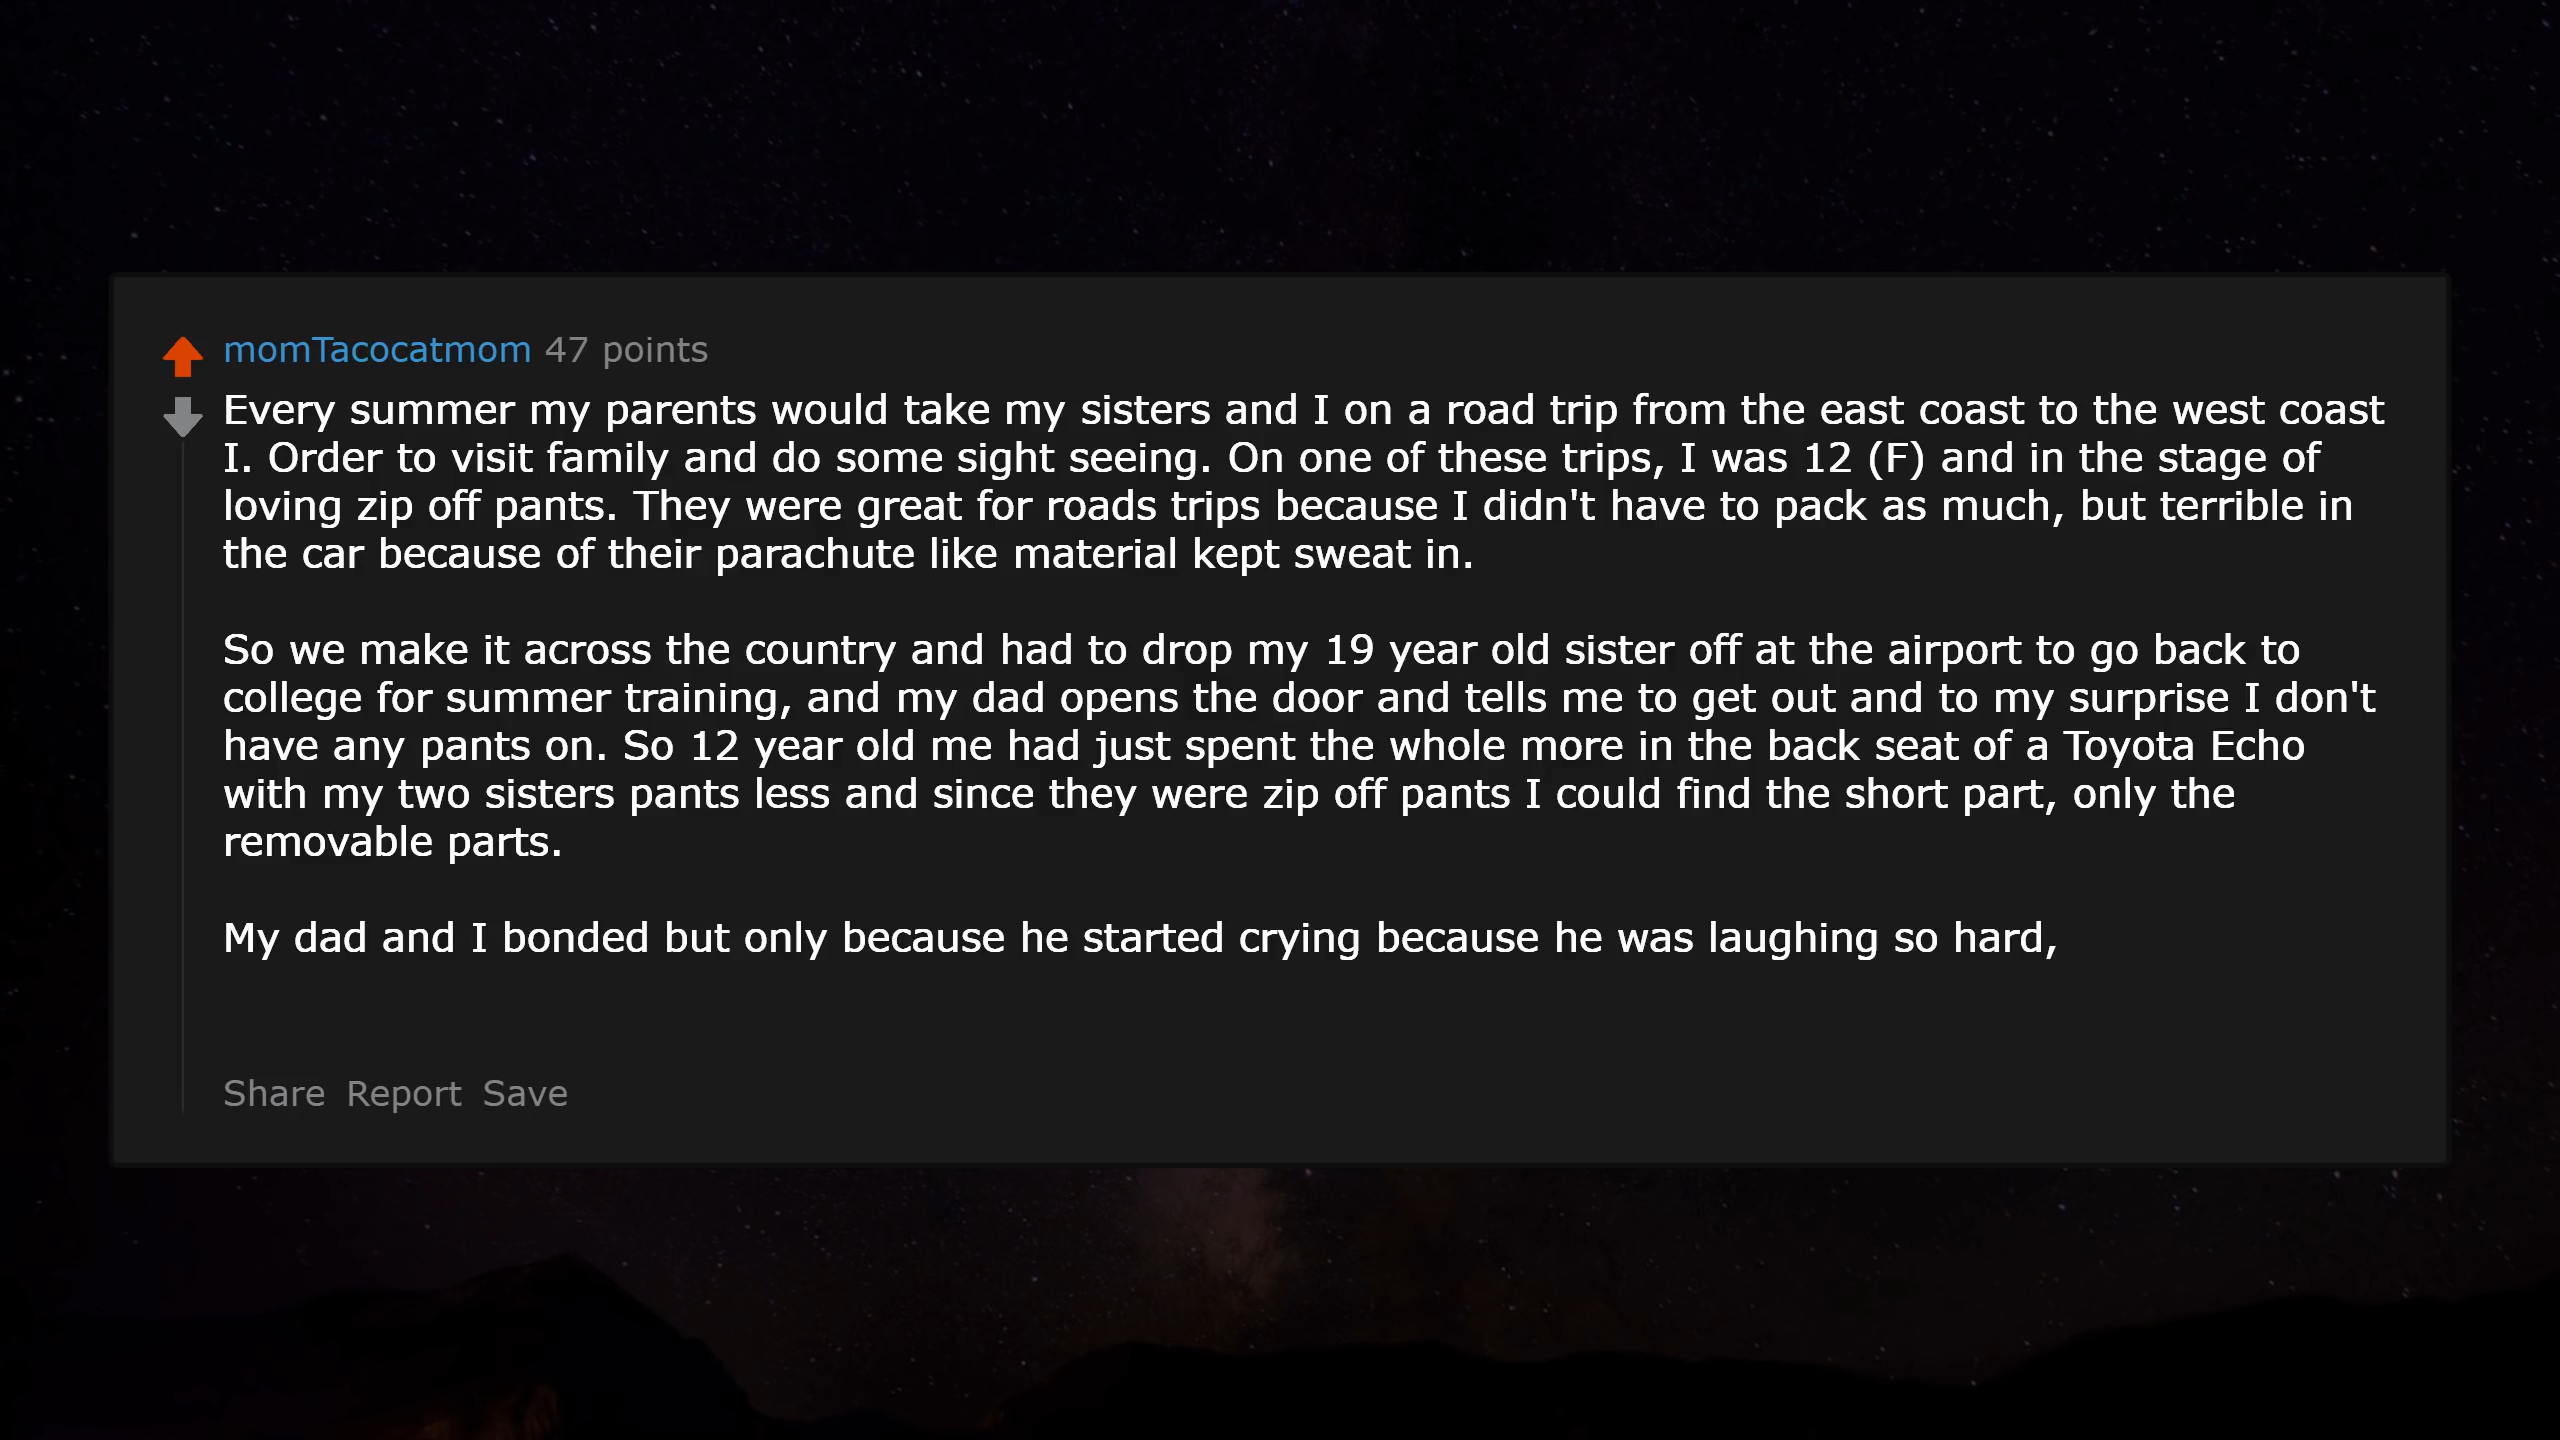 momTacocatmom 47 points
Every summer my parents would take my sisters and I on a road trip from the east coast to the west coast
I. Order to visit family and do some sight seeing. On one of these trips, I was 12 (F) and in the stage of
loving zip off pants. They were great for roads trips because I didn't have to pack as much, but terrible in
the car because of their parachute like material kept sweat in.
So we make it across the country and had to drop my 19 year old sister off at the airport to go back to
college for summer training, and my dad opens the door and tells me to get out and to my surprise I don't
have any pants on. So 12 year old me had just spent the whole more in the back seat of a Toyota Echo
with my two sisters pants less and since they were zip off pants I could find the short part, only the
removable parts.
My dad and I bonded but only because he started crying because he was laughing so hard,
Share Report Save